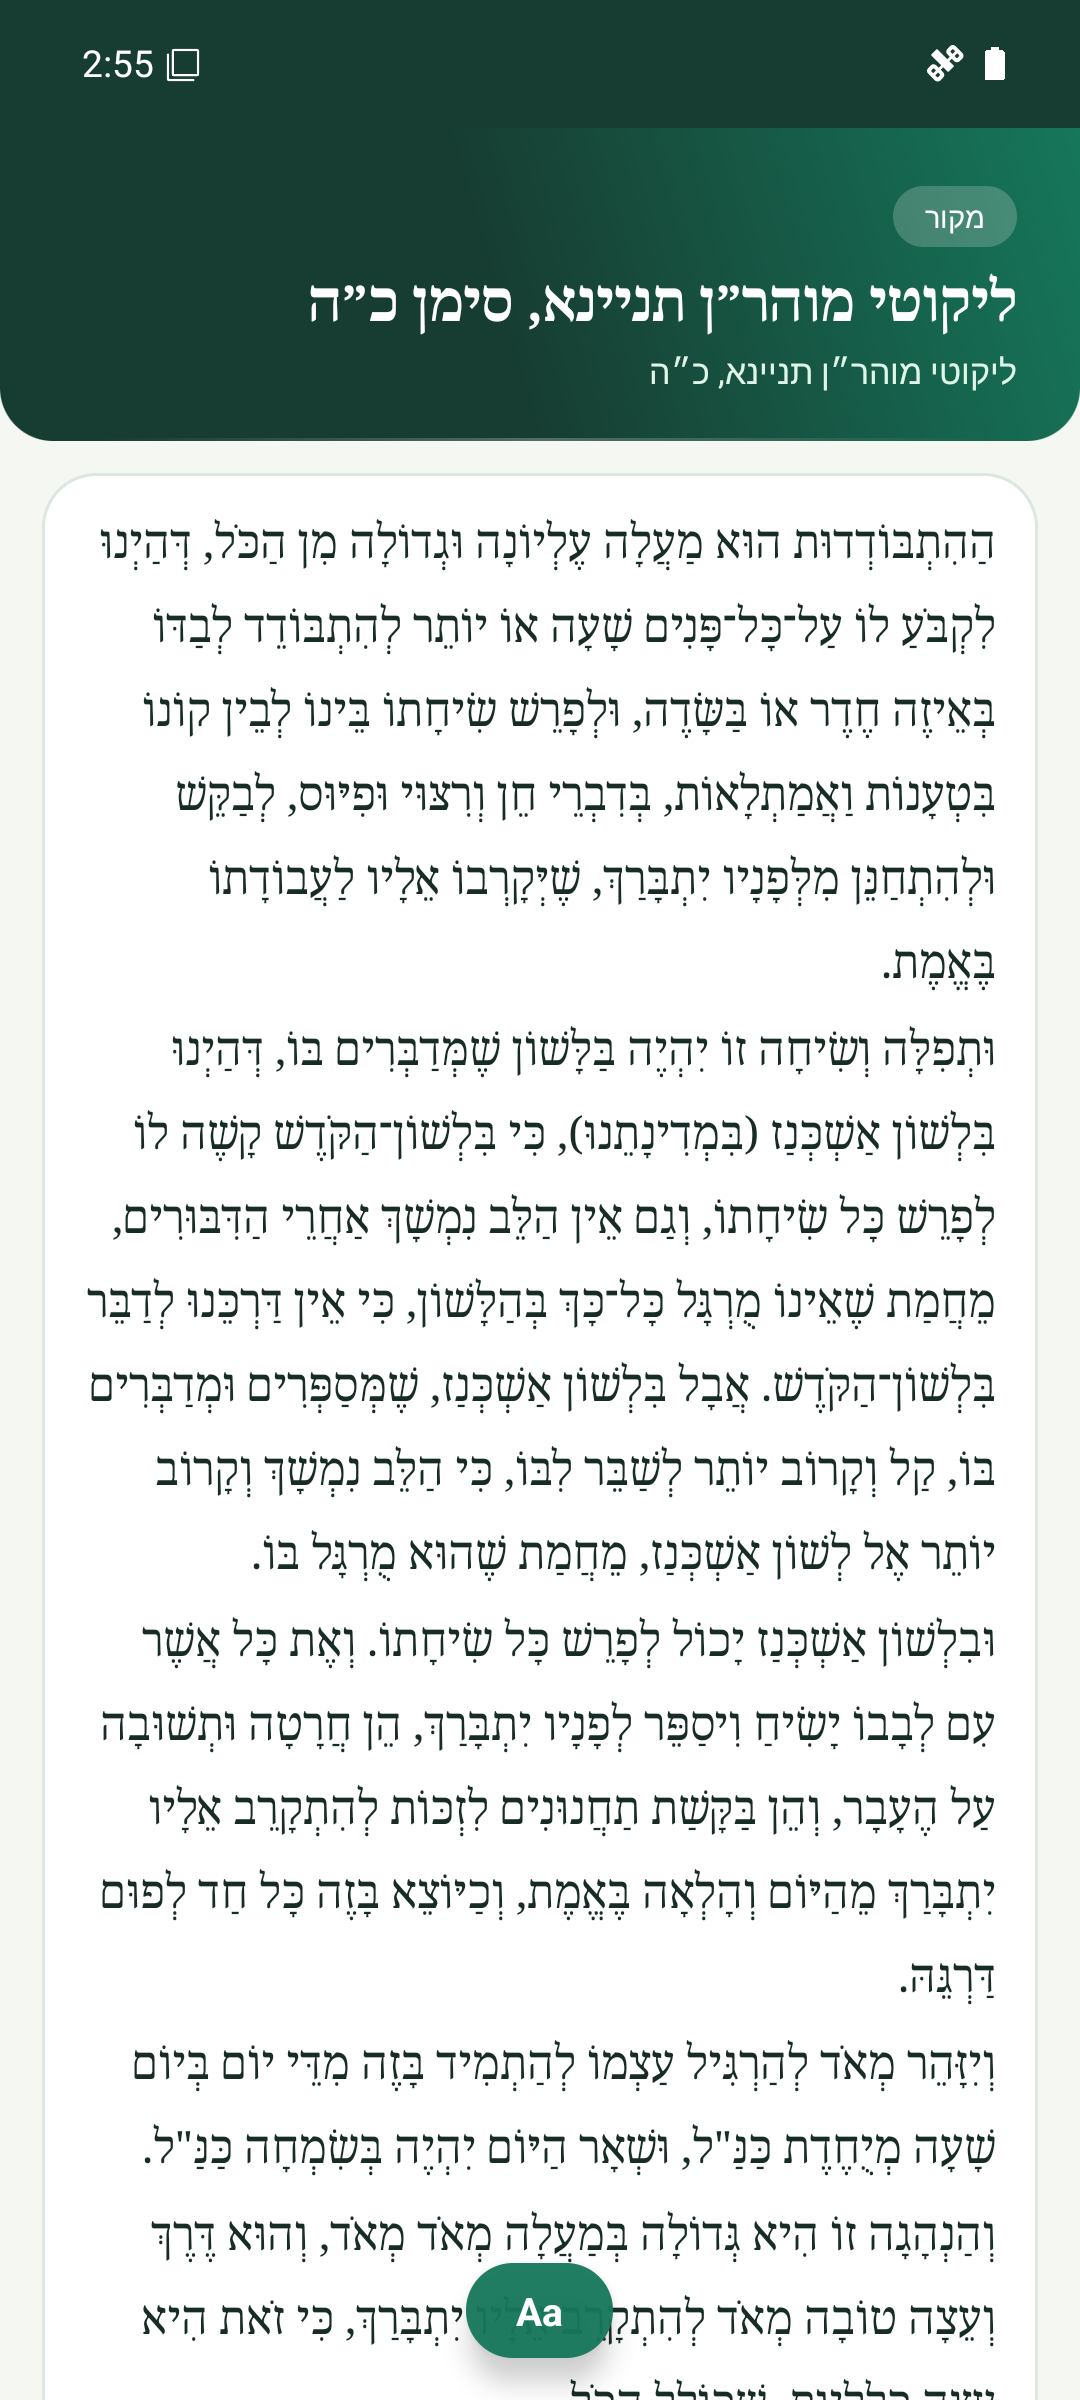 2:55
מקור
ליקוטי מוהר״ן תניינא, סימן כ״ה
ליקוטי מוהר״ן תניינא, כ״ה
הַהִתְבּוֹדְדוּת הוּא מַעֲלָה עֶלְיוֹנָה וּגְדוֹלָה מִן הַכֹּל, דְּהַיְנוּ
לִקְבֹּעַ לוֹ עַל־כָּל־פָּנִים שָׁעָה אוֹ יוֹתֵר לְהִתְבּוֹדֵד לְבַדּוֹ
בְּאֵיזֶה חֶדֶר אוֹ בַּשָּׂדֶה, וּלְפָרֵשׁ שִׂיחָתוֹ בֵּינוֹ לְבֵין קוֹנוֹ
בִּטְעָנוֹת וַאֲמַתְלָאוֹת, בְּדִבְרֵי חֵן וְרִצּוּי וּפִיּוּס, לְבַקֵּשׁ
וּלְהִתְחַנֵּן מִלְּפָנָיו יִתְבָּרַךְ, שֶׁיְּקָרְבוֹ אֵלָיו לַעֲבוֹדָתוֹ
בֶּאֱמֶת.
וּתְפִלָּה וְשִׂיחָה זוֹ יִהְיֶה בַּלָּשׁוֹן שֶׁמְּדַבְּרִים בּוֹ, דְּהַיְנוּ
בִּלְשׁוֹן אַשְׁכְּנַז (בִּמְדִינָתֵנוּ), כִּי בִּלְשׁוֹן־הַקֹּדֶשׁ קָשֶׁה לוֹ
לְפָרֵשׁ כָּל שִׂיחָתוֹ, וְגַם אֵין הַלֵּב נִמְשָׁךְ אַחֲרֵי הַדִּבּוּרִים,
מֵחֲמַת שֶׁאֵינוֹ מֻרְגָּל כָּל־כָּךְ בְּהַלָּשׁוֹן, כִּי אֵין דַּרְכֵּנוּ לְדַבֵּר
בִּלְשׁוֹן־הַקֹּדֶשׁ. אֲבָל בִּלְשׁוֹן אַשְׁכְּנַז, שֶׁמְּסַפְּרִים וּמְדַבְּרִים
בּוֹ, קַל וְקָרוֹב יוֹתֵר לְשַׁבֵּר לִבּוֹ, כִּי הַלֵּב נִמְשָׁךְ וְקָרוֹב
יוֹתֵר אֶל לְשׁוֹן אַשְׁכְּנַז, מֵחֲמַת שֶׁהוּא מֻרְגָּל בּוֹ.
וּבִלְשׁוֹן אַשְׁכְּנַז יָכוֹל לְפָרֵשׁ כָּל שִׂיחָתוֹ. וְאֶת כָּל אֲשֶׁר
עִם לְבָבוֹ יָשִׂיחַ וִיסַפֵּר לְפָנָיו יִתְבָּרַךְ, הֵן חֲרָטָה וּתְשׁוּבָה
עַל הֶעָבָר, וְהֵן בַּקָּשַׁת תַּחֲנוּנִים לִזְכּוֹת לְהִתְקָרֵב אֵלָיו
יִתְבָּרַךְ מֵהַיּוֹם וְהָלְאָה בֶּאֱמֶת, וְכַיּוֹצֵא בָּזֶה כָּל חַד לְפוּם
דַּרְגֵּהּ.
וְיִזָּהֵר מְאֹד לְהַרְגִּיל עַצְמוֹ לְהַתְמִיד בָּזֶה מִדֵּי יוֹם בְּיוֹם
שָׁעָה מְיֻחֶדֶת כַּנַּ"ל, וּשְׁאָר הַיּוֹם יִהְיֶה בְּשִׂמְחָה כַּנַּ"ל.
וְהַנְהָגָה זוֹ הִיא גְּדוֹלָה בְּמַעֲלָה מְאֹד מְאֹד, וְהוּא דֶּרֶךְ
וְעֵצָה טוֹבָה מְאֹד לְהִתְקָרֵב אֵלָיו יִתְבָּרַךְ, כִּי זֹאת הִיא
Aa